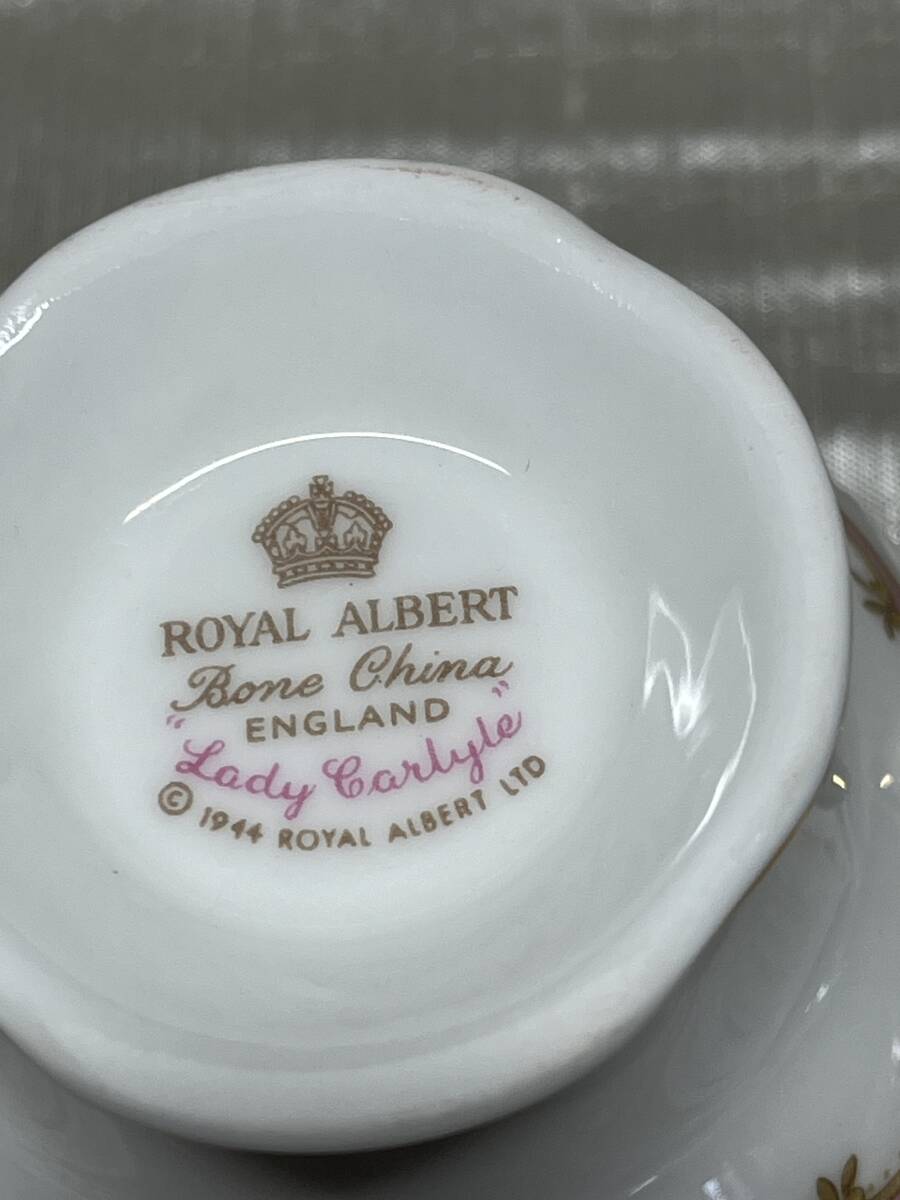 ROYAL ALBERT
Bone China
ENGLAND
"Lady Carlyle"
© 1944 ROYAL ALBERT LTD